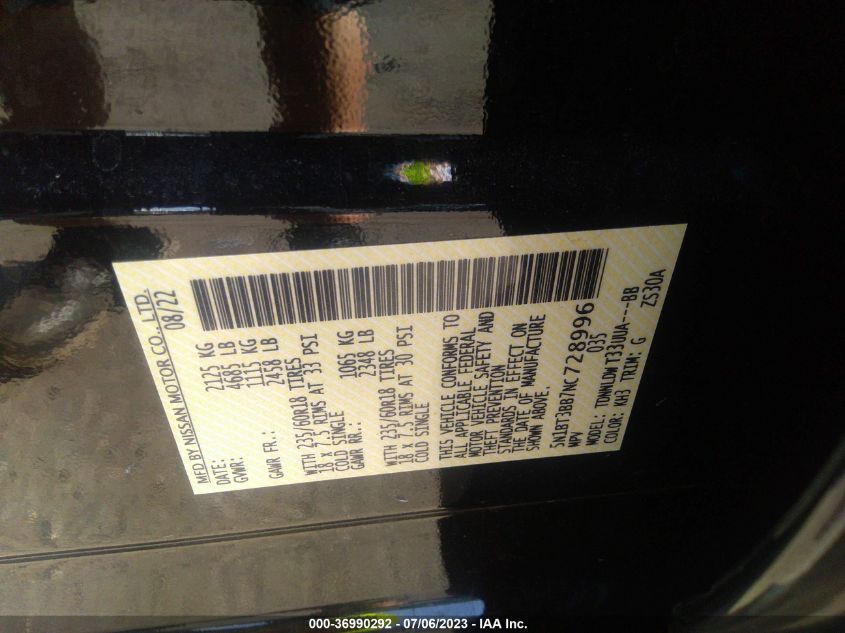 MFD BY NISSAN MOTOR CO., LTD.
DATE: 08/22
GVWR: 2125 KG
4685 LB
GAWR FR.: 1115 KG
2458 LB
WITH 235/60R18 TIRES
18 x 7.5 RIMS AT 33 PSI
COLD SINGLE
GAWR RR.: 1065 KG
2348 LB
WITH 235/60R18 TIRES
18 x 7.5 RIMS AT 30 PSI
COLD SINGLE
THIS VEHICLE CONFORMS TO
ALL APPLICABLE FEDERAL
MOTOR VEHICLE SAFETY AND
THEFT PREVENTION
STANDARDS IN EFFECT ON
THE DATE OF MANUFACTURE
SHOWN ABOVE.
5N1BT3BB7NC728996
MPV 035
MODEL: TDWNLDWT33UUA----BB
COLOR: KH3 TRIM: G ZS30A
000-36990292 - 07/06/2023 - IAA Inc.